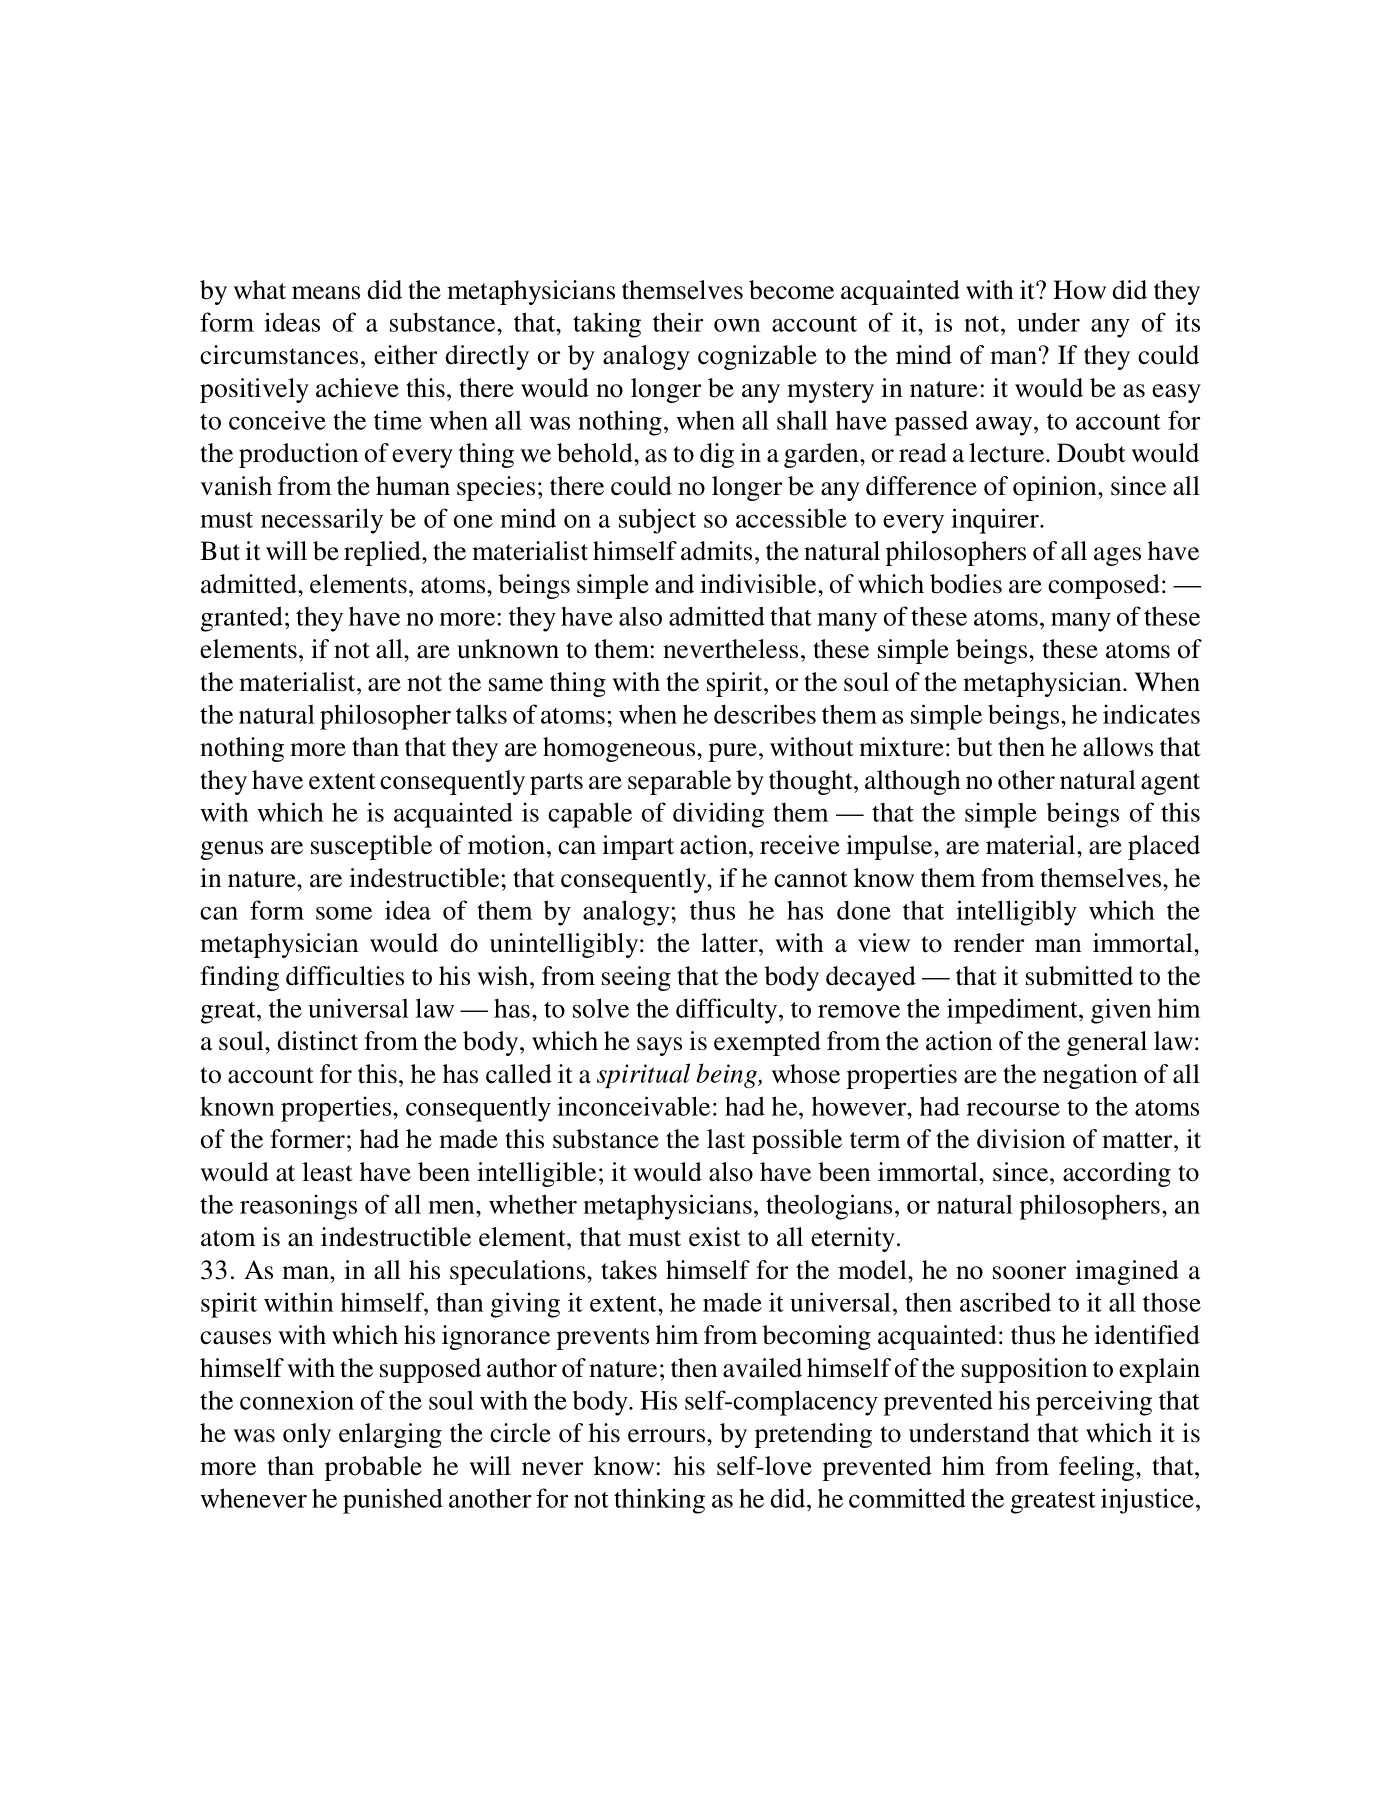 by what means did the metaphysicians themselves become acquainted with it? How did they
form ideas of a substance, that, taking their own account of it, is not, under any of its
circumstances, either directly or by analogy cognizable to the mind of man? If they could
positively achieve this, there would no longer be any mystery in nature: it would be as easy
to conceive the time when all was nothing, when all shall have passed away, to account for
the production of every thing we behold, as to dig in a garden, or read a lecture. Doubt would
vanish from the human species; there could no longer be any difference of opinion, since all
must necessarily be of one mind on a subject so accessible to every inquirer.
But it will be replied, the materialist himself admits, the natural philosophers of all ages have
admitted, elements, atoms, beings simple and indivisible, of which bodies are composed: —
granted; they have no more: they have also admitted that many of these atoms, many of these
elements, if not all, are unknown to them: nevertheless, these simple beings, these atoms of
the materialist, are not the same thing with the spirit, or the soul of the metaphysician. When
the natural philosopher talks of atoms; when he describes them as simple beings, he indicates
nothing more than that they are homogeneous, pure, without mixture: but then he allows that
they have extent consequently parts are separable by thought, although no other natural agent
with which he is acquainted is capable of dividing them — that the simple beings of this
genus are susceptible of motion, can impart action, receive impulse, are material, are placed
in nature, are indestructible; that consequently, if he cannot know them from themselves, he
can form some idea of them by analogy; thus he has done that intelligibly which the
metaphysician would do unintelligibly: the latter, with a view to render man immortal,
finding difficulties to his wish, from seeing that the body decayed — that it submitted to the
great, the universal law — has, to solve the difficulty, to remove the impediment, given him
a soul, distinct from the body, which he says is exempted from the action of the general law:
to account for this, he has called it a spiritual being, whose properties are the negation of all
known properties, consequently inconceivable: had he, however, had recourse to the atoms
of the former; had he made this substance the last possible term of the division of matter, it
would at least have been intelligible; it would also have been immortal, since, according to
the reasonings of all men, whether metaphysicians, theologians, or natural philosophers, an
atom is an indestructible element, that must exist to all eternity.
33. As man, in all his speculations, takes himself for the model, he no sooner imagined a
spirit within himself, than giving it extent, he made it universal, then ascribed to it all those
causes with which his ignorance prevents him from becoming acquainted: thus he identified
himself with the supposed author of nature; then availed himself of the supposition to explain
the connexion of the soul with the body. His self-complacency prevented his perceiving that
he was only enlarging the circle of his errours, by pretending to understand that which it is
more than probable he will never know: his self-love prevented him from feeling, that,
whenever he punished another for not thinking as he did, he committed the greatest injustice,